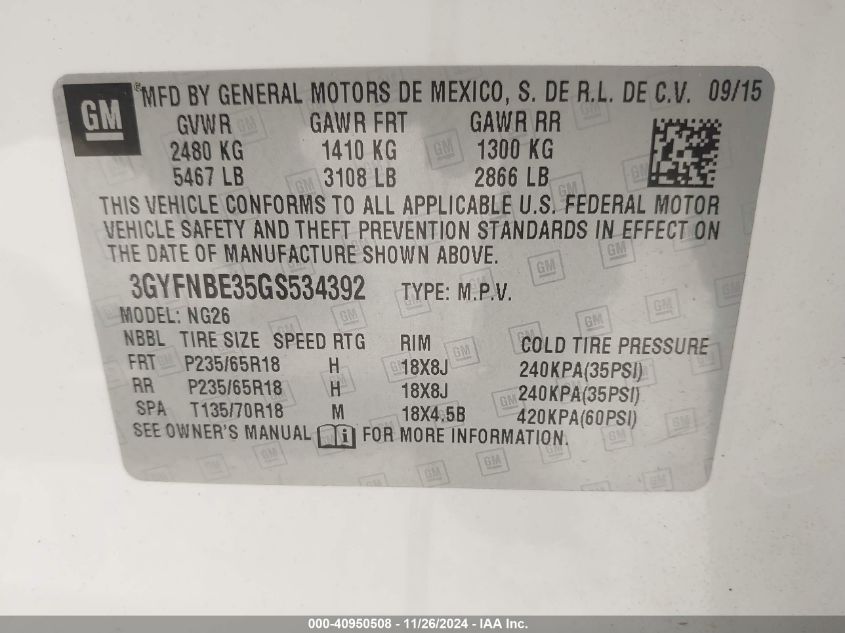 GM MFD BY GENERAL MOTORS DE MEXICO, S. DE R.L. DE C.V. 09/15
GVWR GAWR FRT GAWR RR
2480 KG 1410 KG 1300 KG
5467 LB 3108 LB 2866 LB
THIS VEHICLE CONFORMS TO ALL APPLICABLE U.S. FEDERAL MOTOR
VEHICLE SAFETY AND THEFT PREVENTION STANDARDS IN EFFECT ON
THE DATE OF MANUFACTURE SHOWN ABOVE.
3GYFNBE35GS534392 TYPE: M.P.V.
MODEL: NG26
NBBL TIRE SIZE SPEED RTG RIM COLD TIRE PRESSURE
FRT P235/65R18 H 18X8J 240KPA(35PSI)
RR P235/65R18 H 18X8J 240KPA(35PSI)
SPA T135/70R18 M 18X4.5B 420KPA(60PSI)
SEE OWNER'S MANUAL FOR MORE INFORMATION.
000-40950508 - 11/26/2024 - IAA Inc.